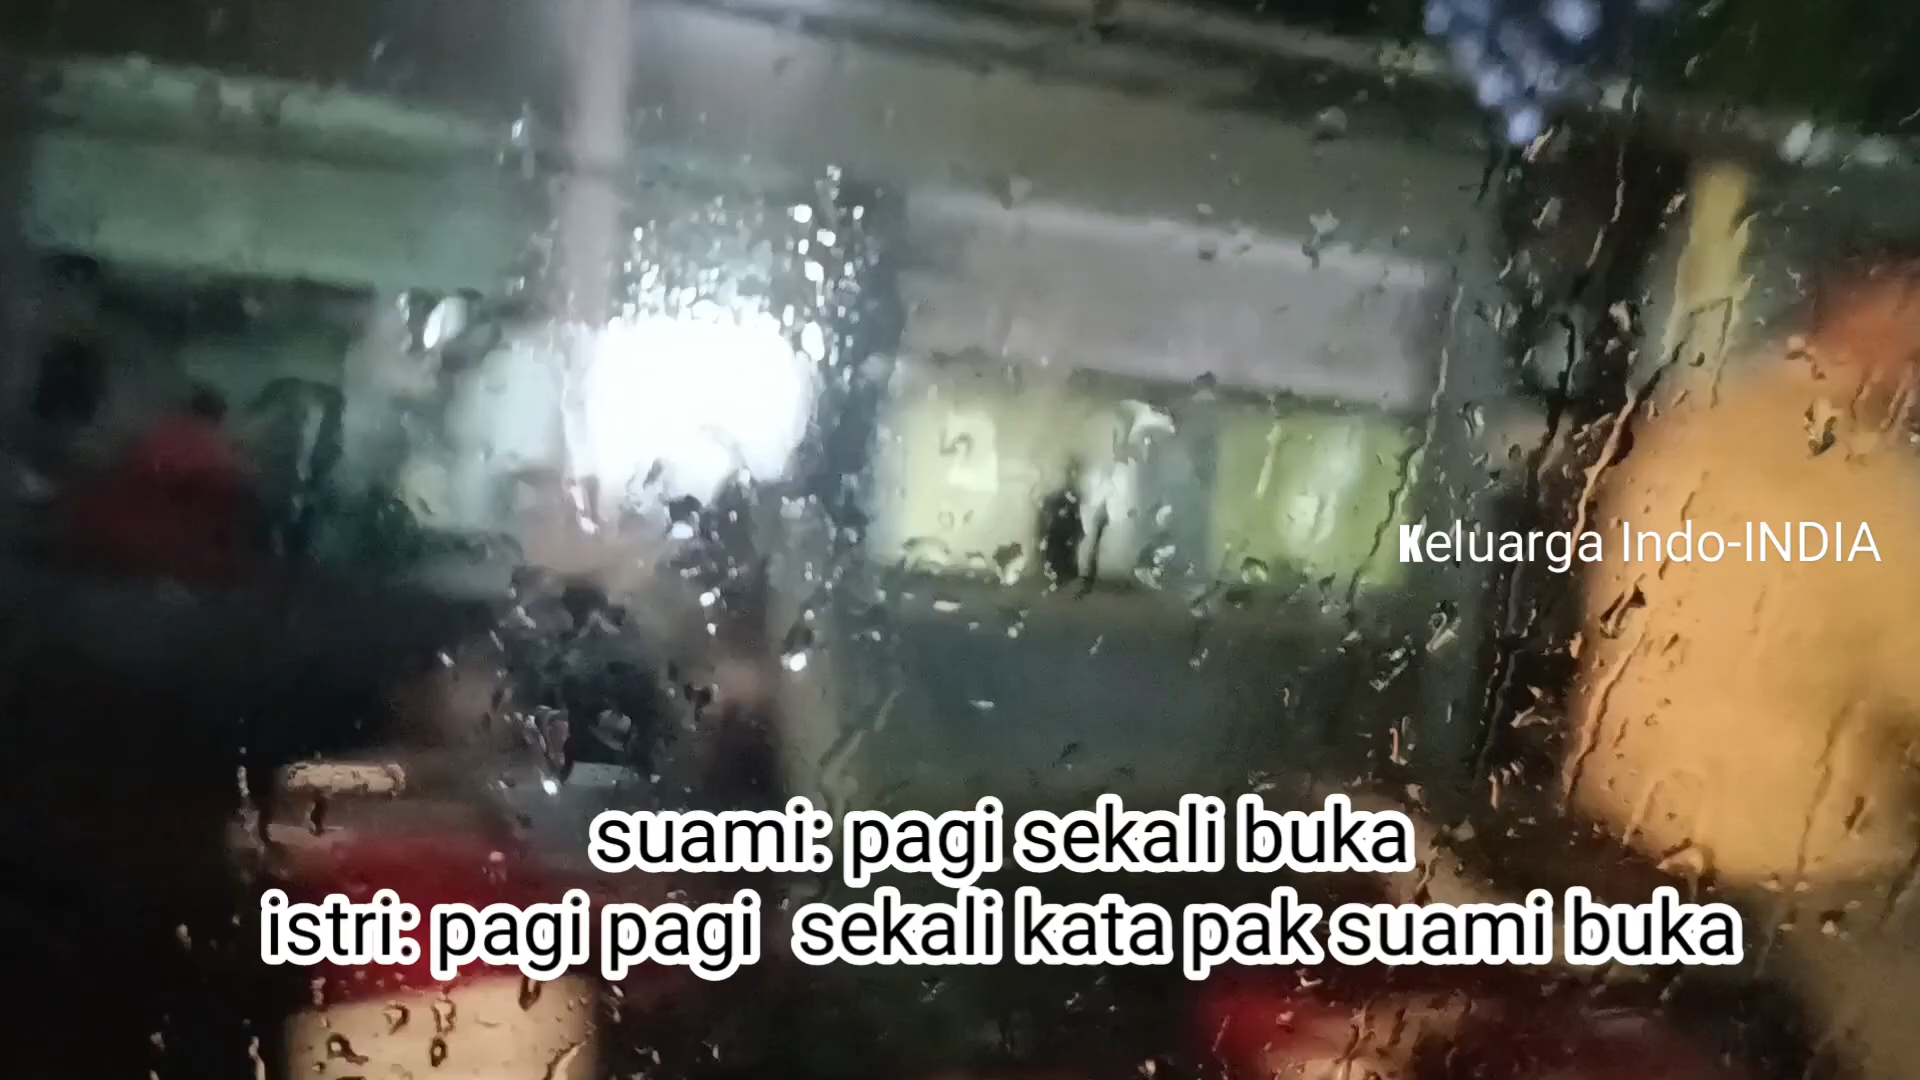 Keluarga Indo-INDIA
suami: pagi sekali buka
istri: pagi pagi  sekali kata pak suami buka